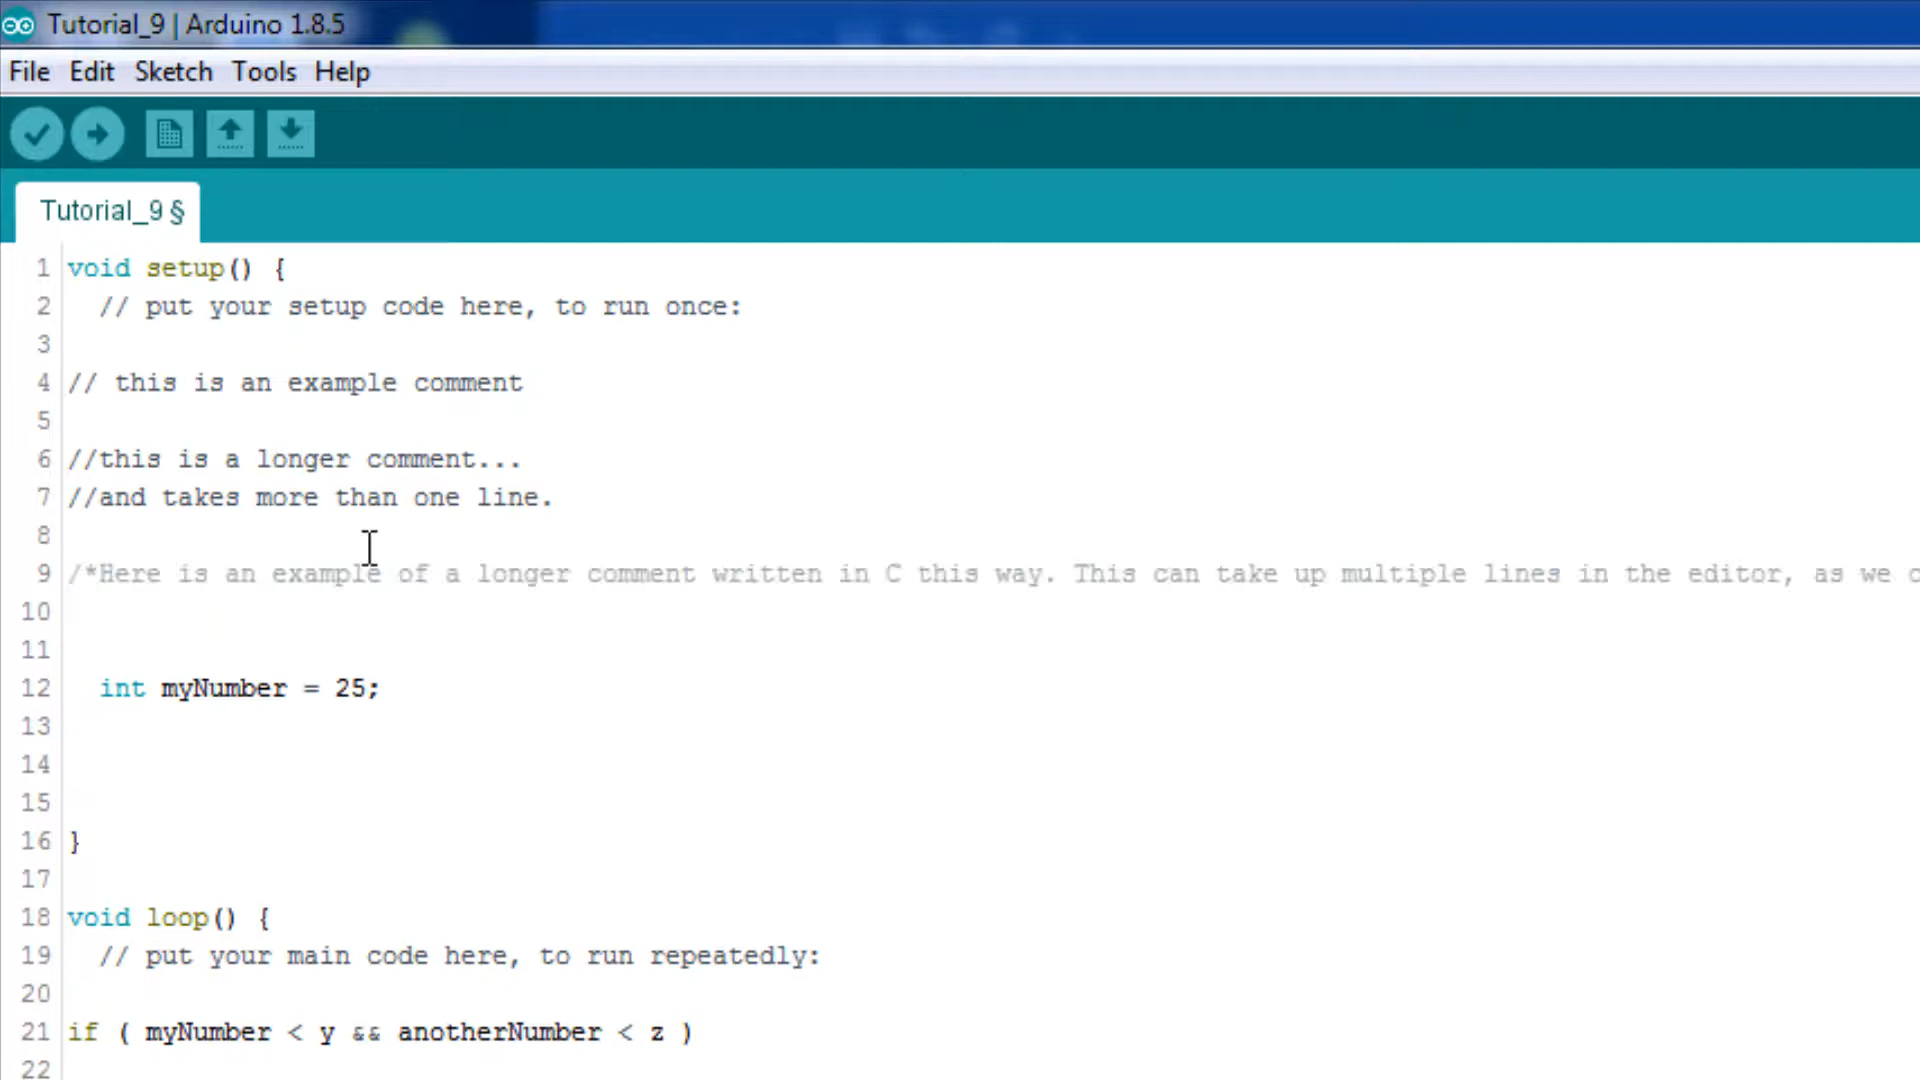 Tutorial_9 | Arduino 1.8.5
File Edit Sketch Tools Help
Tutorial_9 §
1 void setup() {
2 // put your setup code here, to run once:
3
4 // this is an example comment
5
6 //this is a longer comment...
7 //and takes more than one line.
8
9 /*Here is an example of a longer comment written in C this way. This can take up multiple lines in the editor, as we
10
11
12 int myNumber = 25;
13
14
15
16 }
17
18 void loop() {
19 // put your main code here, to run repeatedly:
20
21 if ( myNumber < y && anotherNumber < z )
22